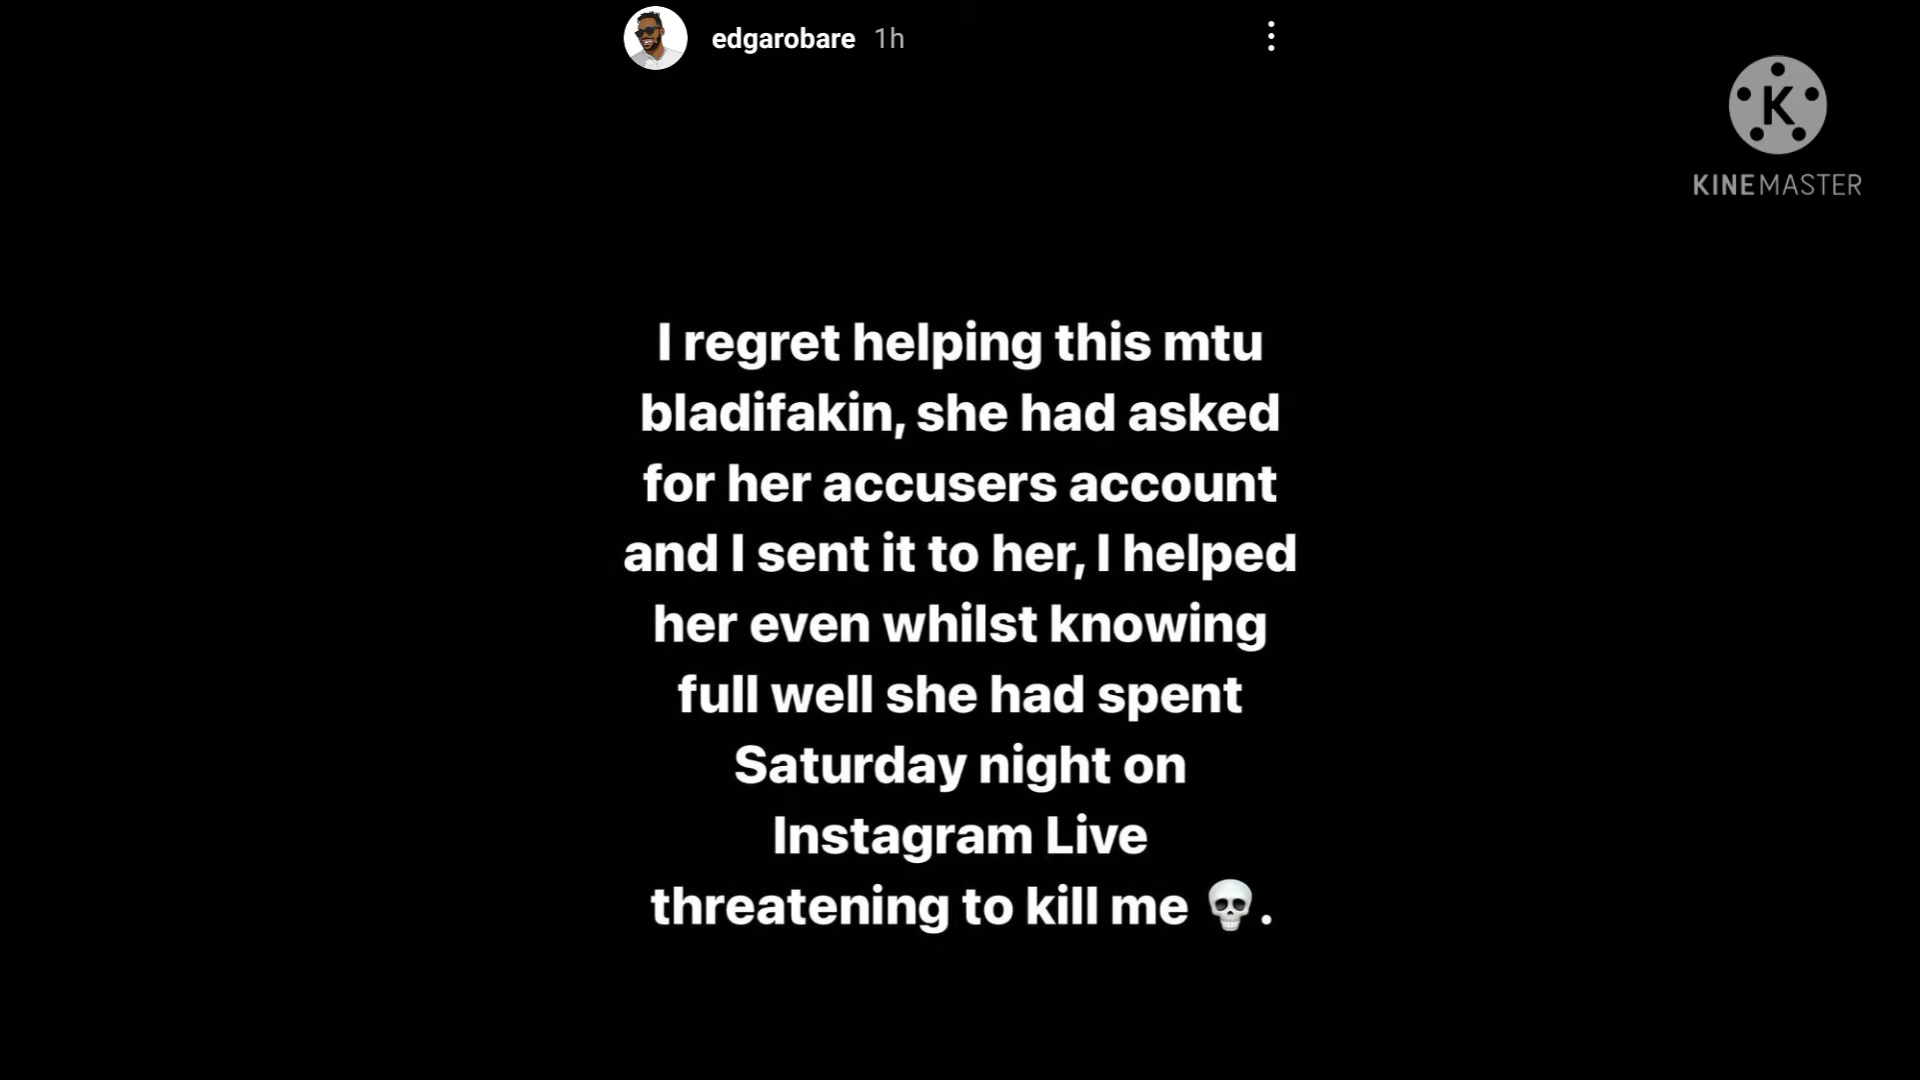 edgarobare 1h
K
KINEMASTER
I regret helping this mtu
bladifakin, she had asked
for her accusers account
and I sent it to her, I helped
her even whilst knowing
full well she had spent
Saturday night on
Instagram Live
threatening to kill me 💀.